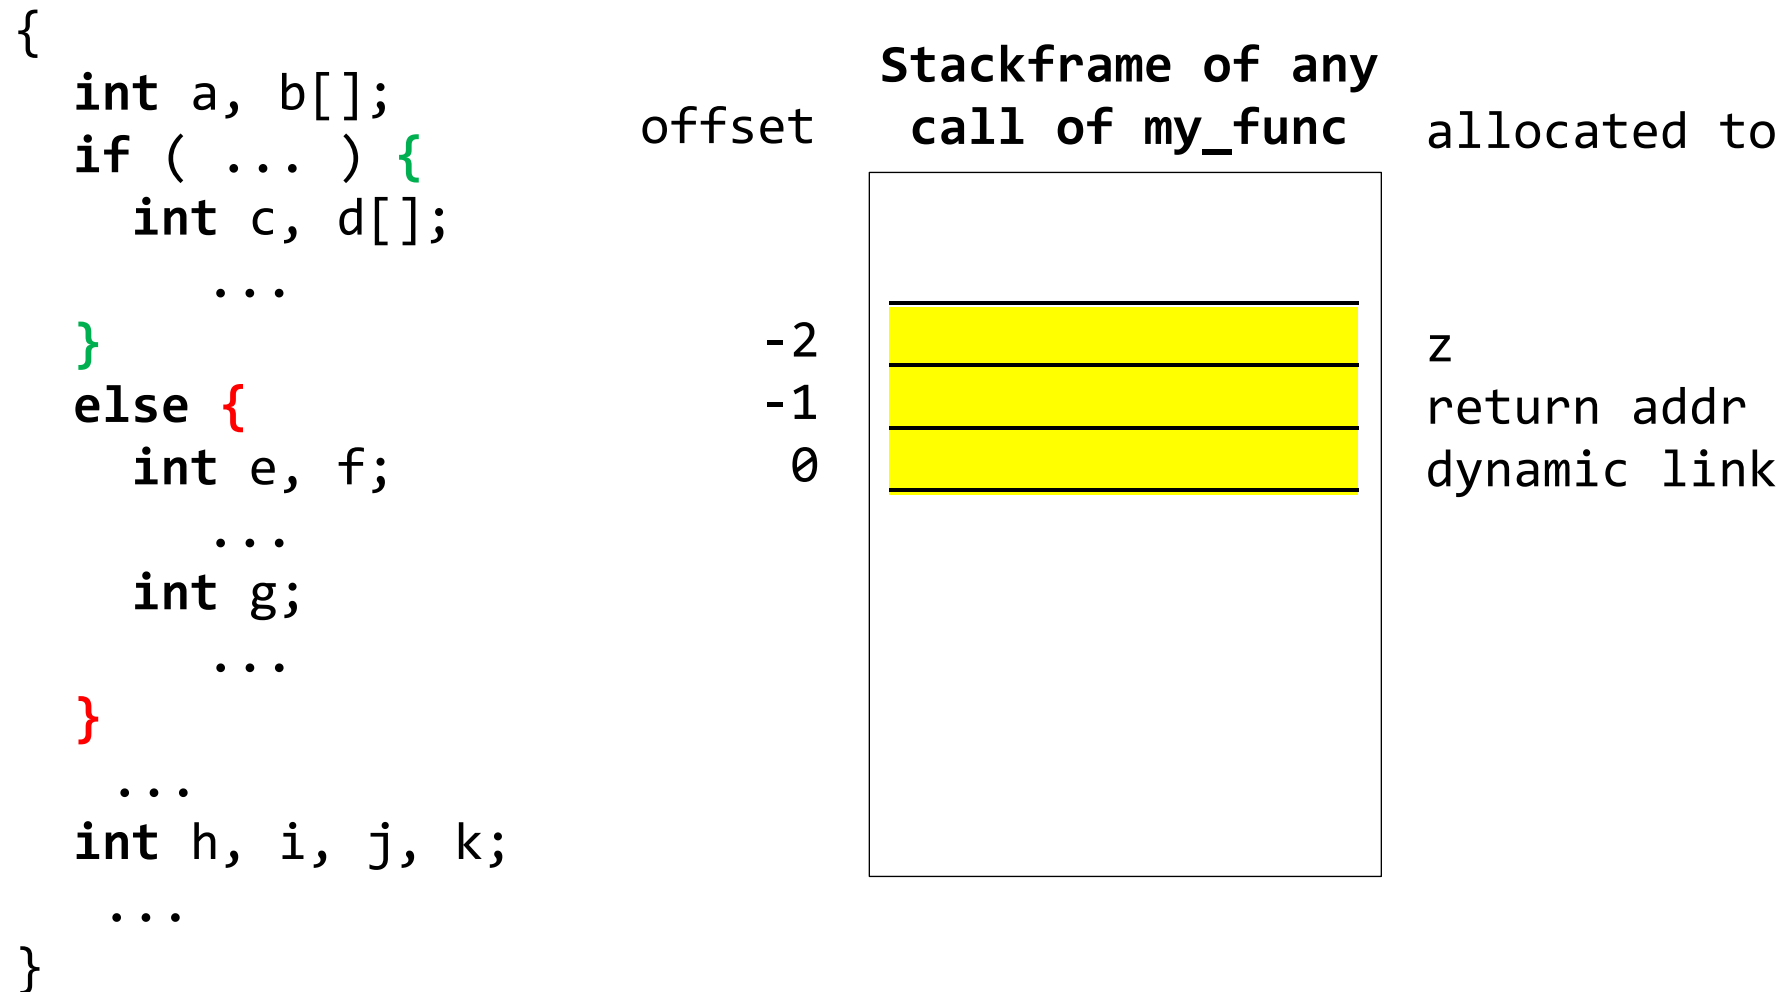 {
int a, b[];
if ( ... ) {
int c, d[];
...
}
else {
int e, f;
...
int g;
...
}
...
int h, i, j, k;
...
}
offset
Stackframe of any
call of my_func
allocated to
-2
z
-1
return addr
0
dynamic link